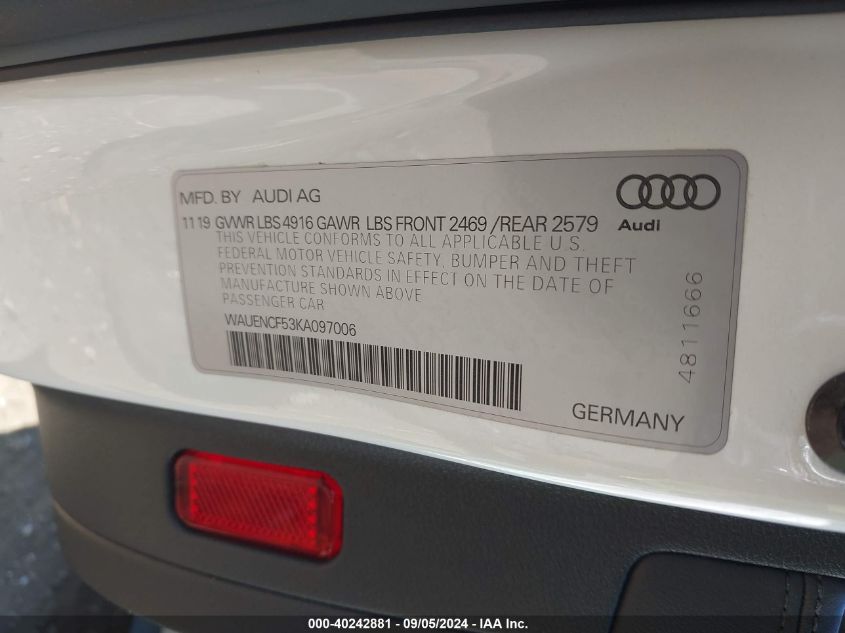 MFD. BY AUDI AG
11 19 GVWR LBS 4916 GAWR LBS FRONT 2469 /REAR 2579
Audi
THIS VEHICLE CONFORMS TO ALL APPLICABLE U.S.
FEDERAL MOTOR VEHICLE SAFETY, BUMPER AND THEFT
PREVENTION STANDARDS IN EFFECT ON THE DATE OF
MANUFACTURE SHOWN ABOVE
PASSENGER CAR
WAUENCF53KA097006
4811666
GERMANY
000-40242881 - 09/05/2024 - IAA Inc.